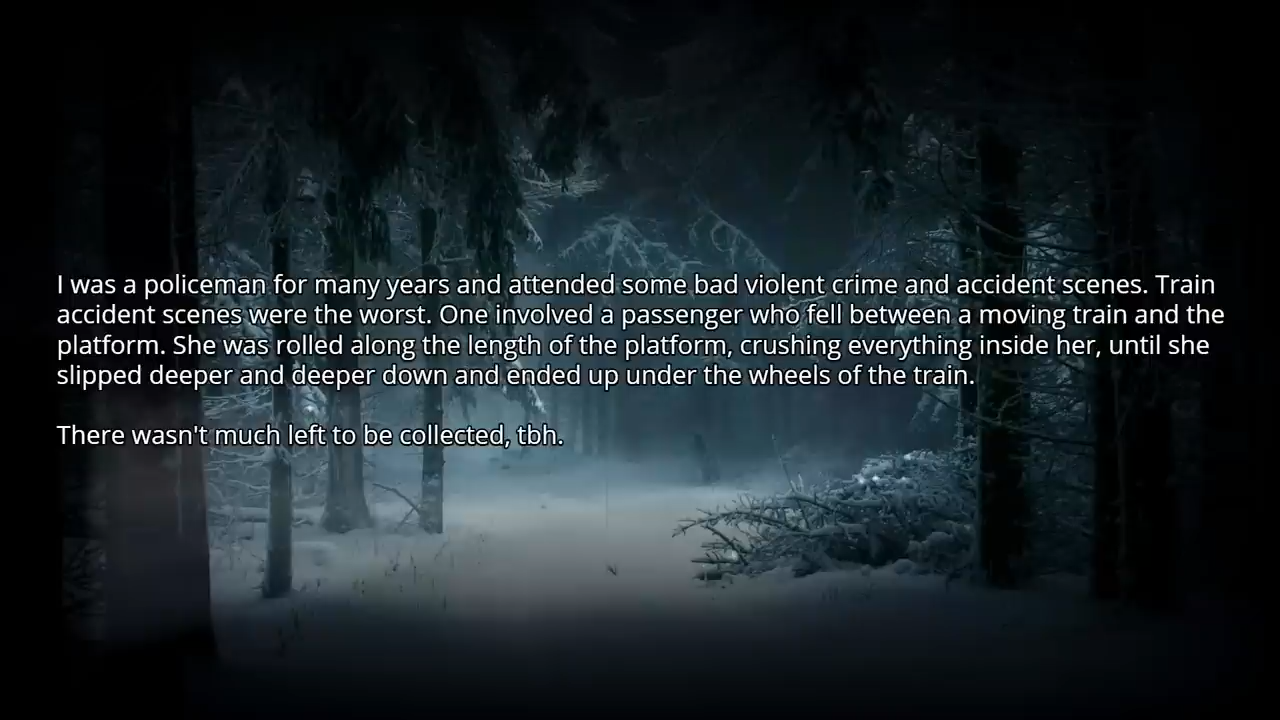 I was a policeman for many years and attended some bad violent crime and accident scenes. Train
accident scenes were the worst. One involved a passenger who fell between a moving train and the
platform. She was rolled along the length of the platform, crushing everything inside her, until she
slipped deeper and deeper down and ended up under the wheels of the train.
There wasn't much left to be collected, tbh.